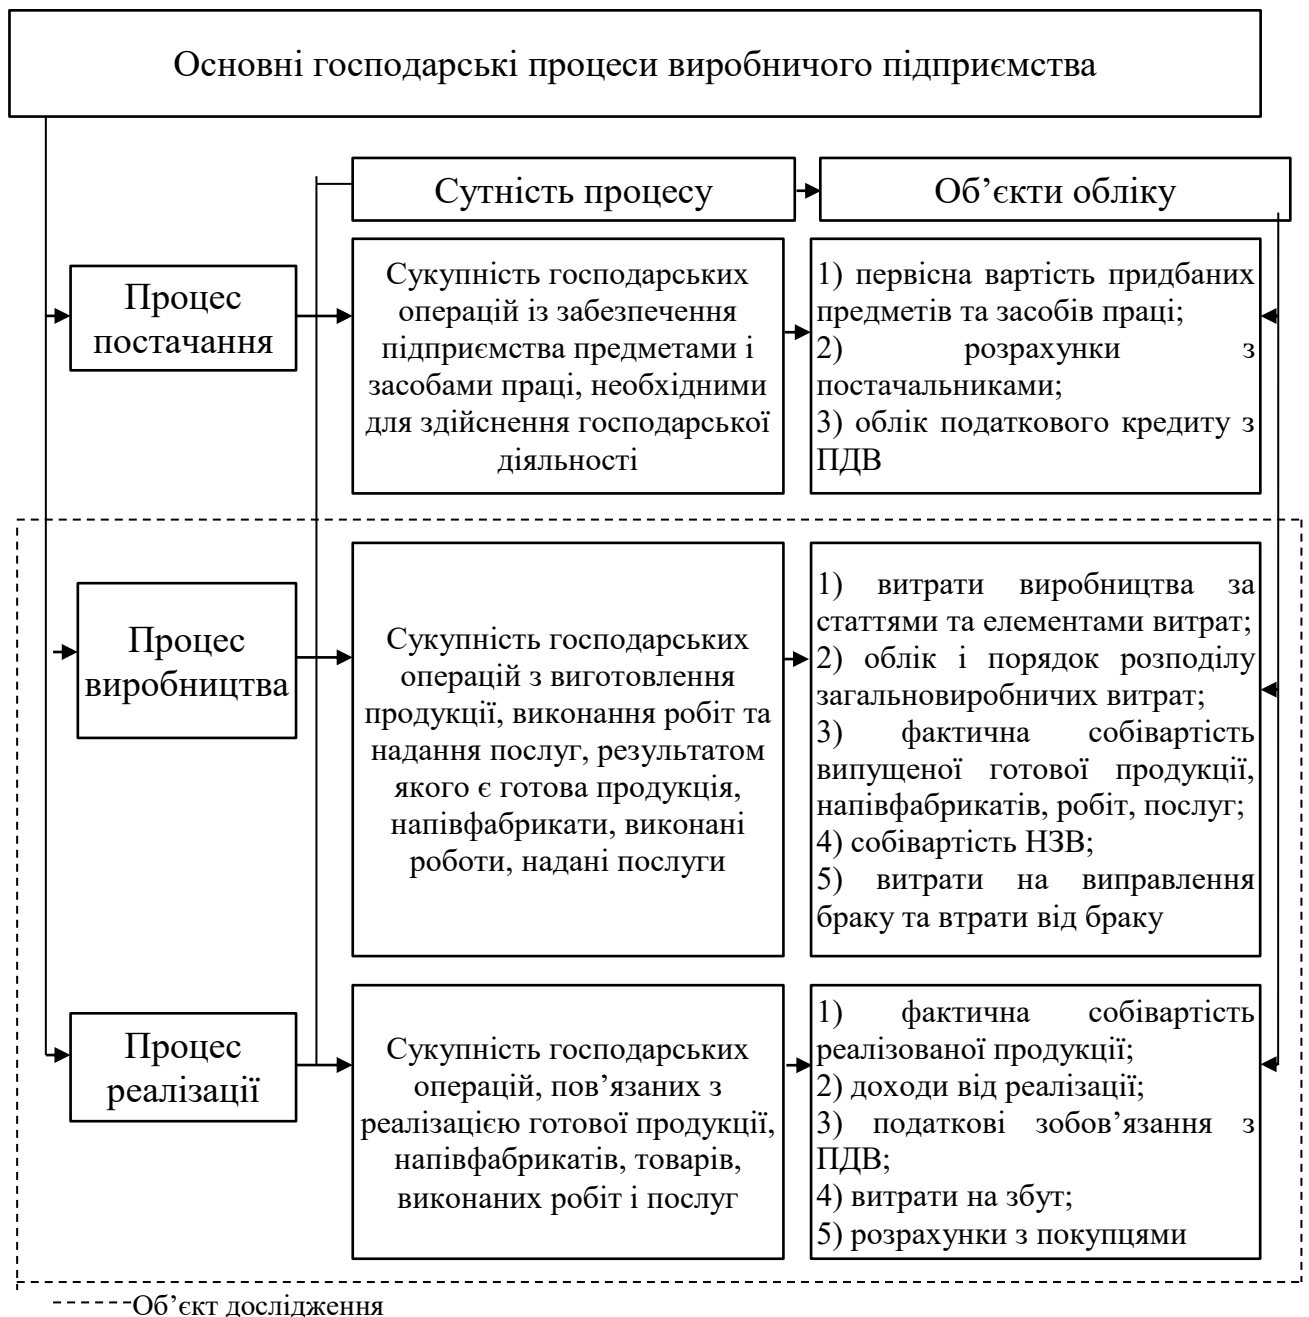 Основні господарські процеси виробничого підприємства
Сутність процесу
Об’єкти обліку
Процес
постачання
Сукупність господарських
операцій із забезпечення
підприємства предметами і
засобами праці, необхідними
для здійснення господарської
діяльності
1) первісна вартість придбаних
предметів та засобів праці;
2) розрахунки з
постачальниками;
3) облік податкового кредиту з
ПДВ
Процес
виробництва
Сукупність господарських
операцій з виготовлення
продукції, виконання робіт та
надання послуг, результатом
якого є готова продукція,
напівфабрикати, виконані
роботи, надані послуги
1) витрати виробництва за
статтями та елементами витрат;
2) облік і порядок розподілу
загальновиробничих витрат;
3) фактична собівартість
випущеної готової продукції,
напівфабрикатів, робіт, послуг;
4) собівартість НЗВ;
5) витрати на виправлення
браку та втрати від браку
Процес
реалізації
Сукупність господарських
операцій, пов’язаних з
реалізацією готової продукції,
напівфабрикатів, товарів,
виконаних робіт і послуг
1) фактична собівартість
реалізованої продукції;
2) доходи від реалізації;
3) податкові зобов’язання з
ПДВ;
4) витрати на збут;
5) розрахунки з покупцями
Об’єкт дослідження